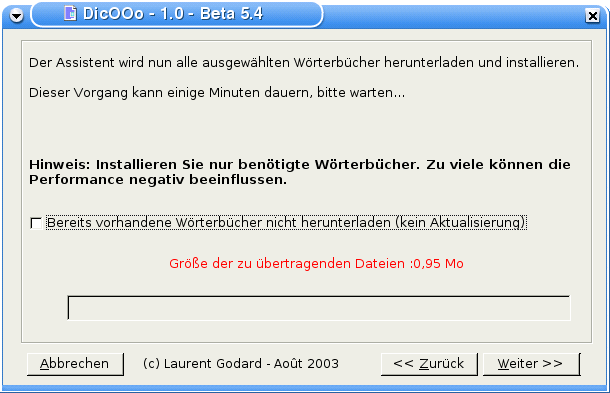 DicOOo - 1.0 - Beta 5.4
Der Assistent wird nun alle ausgewählten Wörterbücher herunterladen und installieren.
Dieser Vorgang kann einige Minuten dauern, bitte warten...
Hinweis: Installieren Sie nur benötigte Wörterbücher. Zu viele können die
Performance negativ beeinflussen.
Bereits vorhandene Wörterbücher nicht herunterladen (kein Aktualisierung)
Größe der zu übertragenden Dateien :0,95 Mo
Abbrechen (c) Laurent Godard - Août 2003 << Zurück Weiter >>